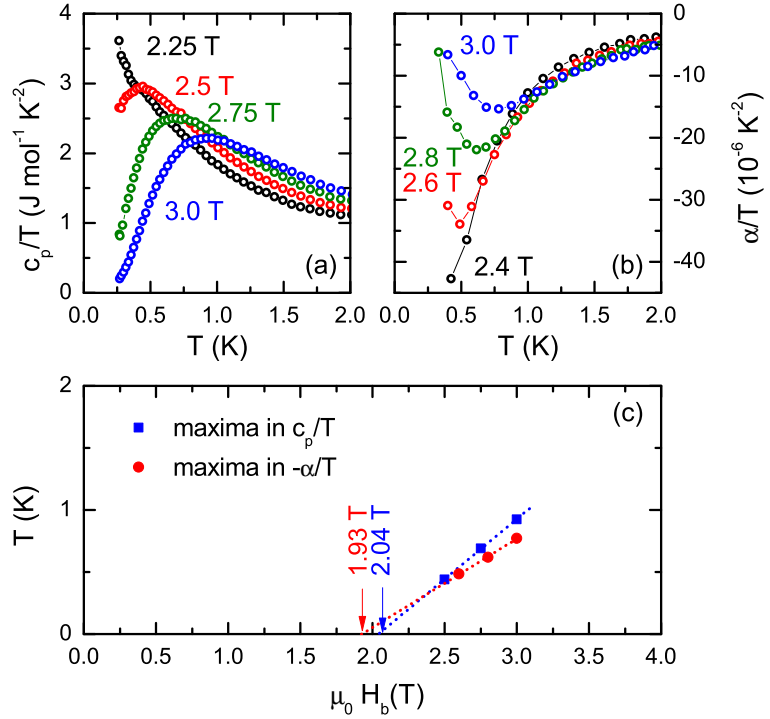 4
3
2
1
0
c_p/T (J mol⁻¹ K⁻²)
2.25 T
2.5 T
2.75 T
3.0 T
(a)
0.0 0.5 1.0 1.5 2.0
T (K)
3.0 T
2.8 T
2.6 T
2.4 T
(b)
0.0 0.5 1.0 1.5 2.0
T (K)
0
-10
-20
-30
-40
α/T (10⁻⁶ K⁻²)
2
1
0
T (K)
maxima in c_p/T
maxima in -α/T
(c)
1.93 T
2.04 T
0.0 0.5 1.0 1.5 2.0 2.5 3.0 3.5 4.0
μ₀ H_b(T)